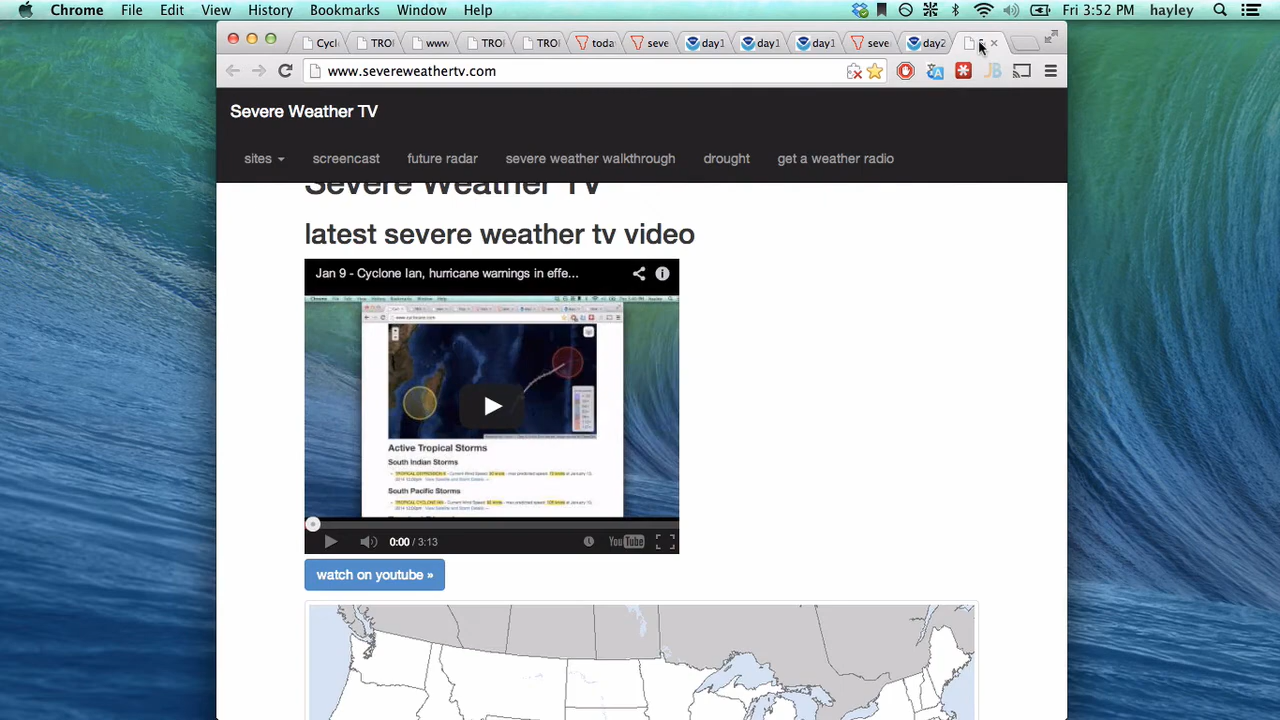 Chrome File Edit View History Bookmarks Window Help Fri 3:52 PM hayley
Cycl TROI www TROI TROI toda seve day1 day1 day1 seve day2
www.severeweathertv.com
Severe Weather TV
sites screencast future radar severe weather walkthrough drought get a weather radio
Severe Weather TV
latest severe weather tv video
Jan 9 - Cyclone Ian, hurricane warnings in effe...
Active Tropical Storms
South Indian Storms
South Pacific Storms
0:00 / 3:13 YouTube
watch on youtube »